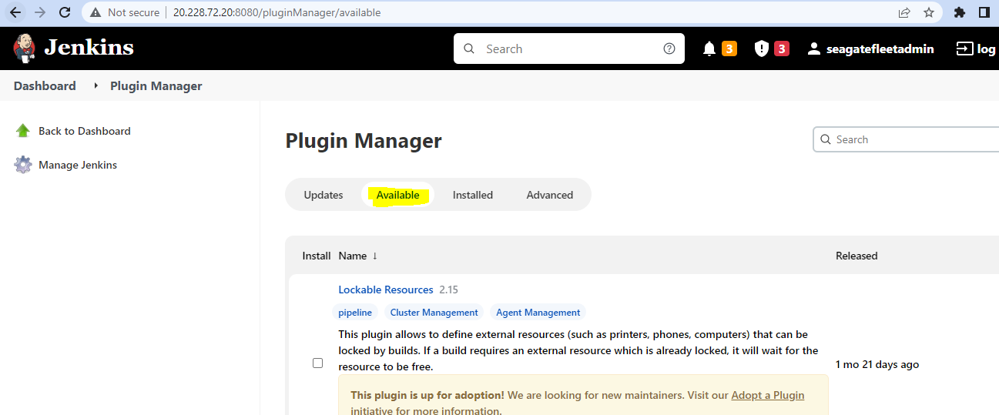 Not secure
20.228.72.20:8080/pluginManager/available
Jenkins
Search
3
3
seagatefleetadmin
log
Dashboard
Plugin Manager
Back to Dashboard
Manage Jenkins
Plugin Manager
Search
Updates
Available
Installed
Advanced
Install Name ↓ Released
Lockable Resources 2.15
pipeline Cluster Management Agent Management
This plugin allows to define external resources (such as printers, phones, computers) that can be
locked by builds. If a build requires an external resource which is already locked, it will wait for the
resource to be free.
1 mo 21 days ago
This plugin is up for adoption! We are looking for new maintainers. Visit our Adopt a Plugin
initiative for more information.